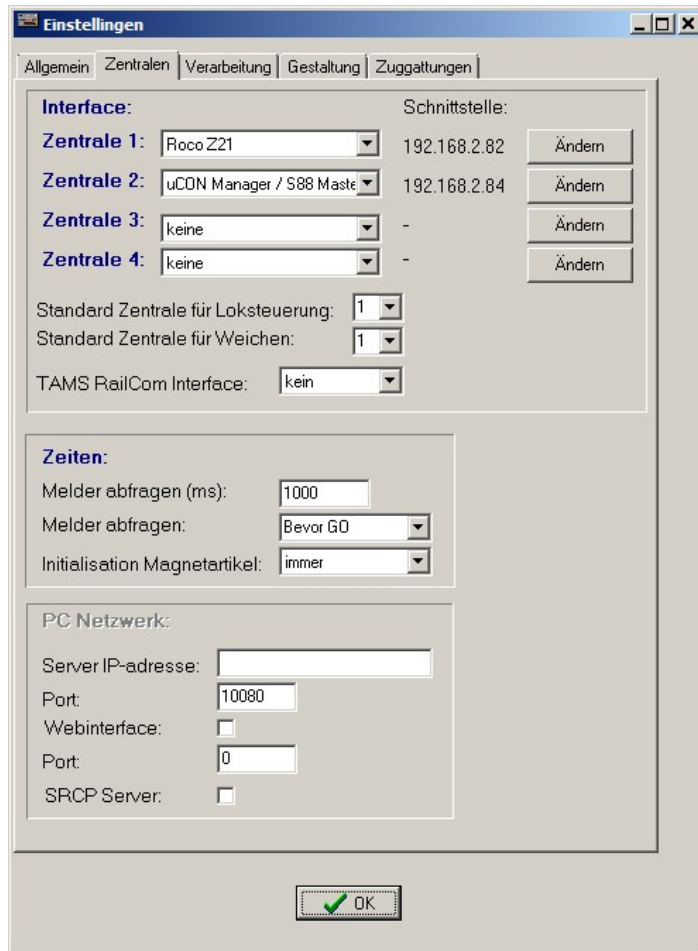 Einstellingen
Allgemein Zentralen Verarbeitung Gestaltung Zuggattungen
Interface: Schnittstelle:
Zentrale 1: Roco Z21 192.168.2.82 Ändern
Zentrale 2: uCON Manager / S88 Maste 192.168.2.84 Ändern
Zentrale 3: keine - Ändern
Zentrale 4: keine - Ändern
Standard Zentrale für Loksteuerung: 1
Standard Zentrale für Weichen: 1
TAMS RailCom Interface: kein
Zeiten:
Melder abfragen (ms): 1000
Melder abfragen: Bevor GO
Initialisation Magnetartikel: immer
PC Netzwerk:
Server IP-adresse:
Port: 10080
Webinterface:
Port: 0
SRCP Server:
OK